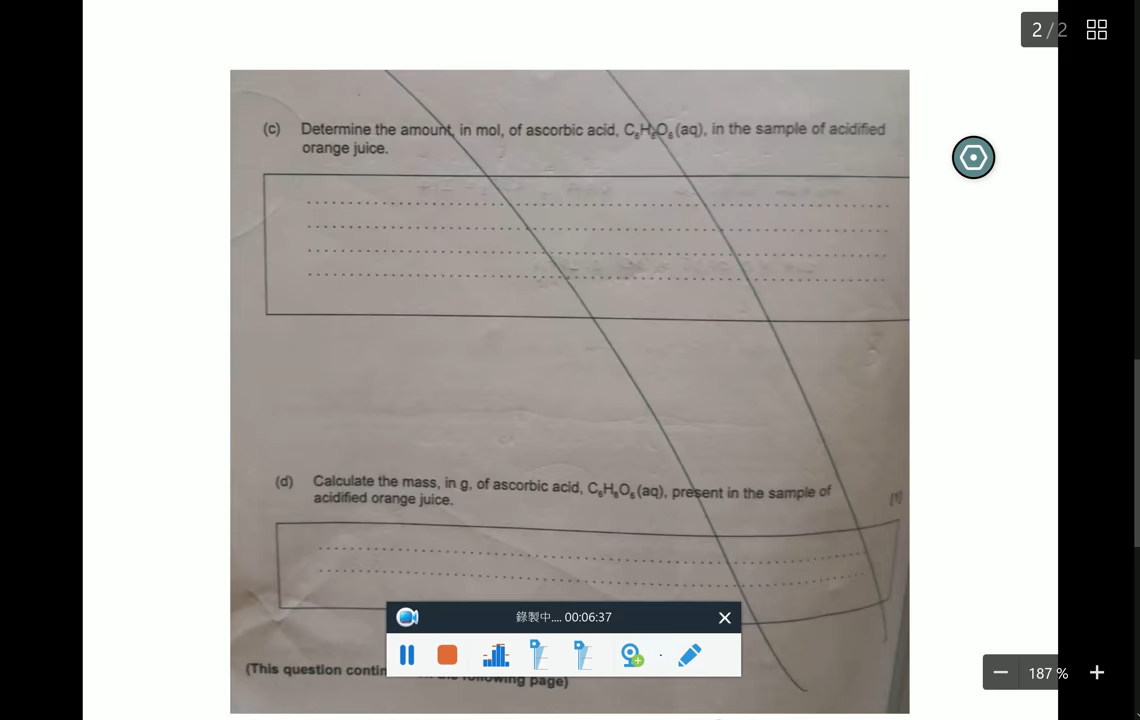 2 / 2
(c) Determine the amount, in mol, of ascorbic acid, C₆H₈O₆(aq), in the sample of acidified
orange juice.
(d) Calculate the mass, in g, of ascorbic acid, C₆H₈O₆(aq), present in the sample of
acidified orange juice.
錄製中.... 00:06:37
(This question contin
following page)
187 %